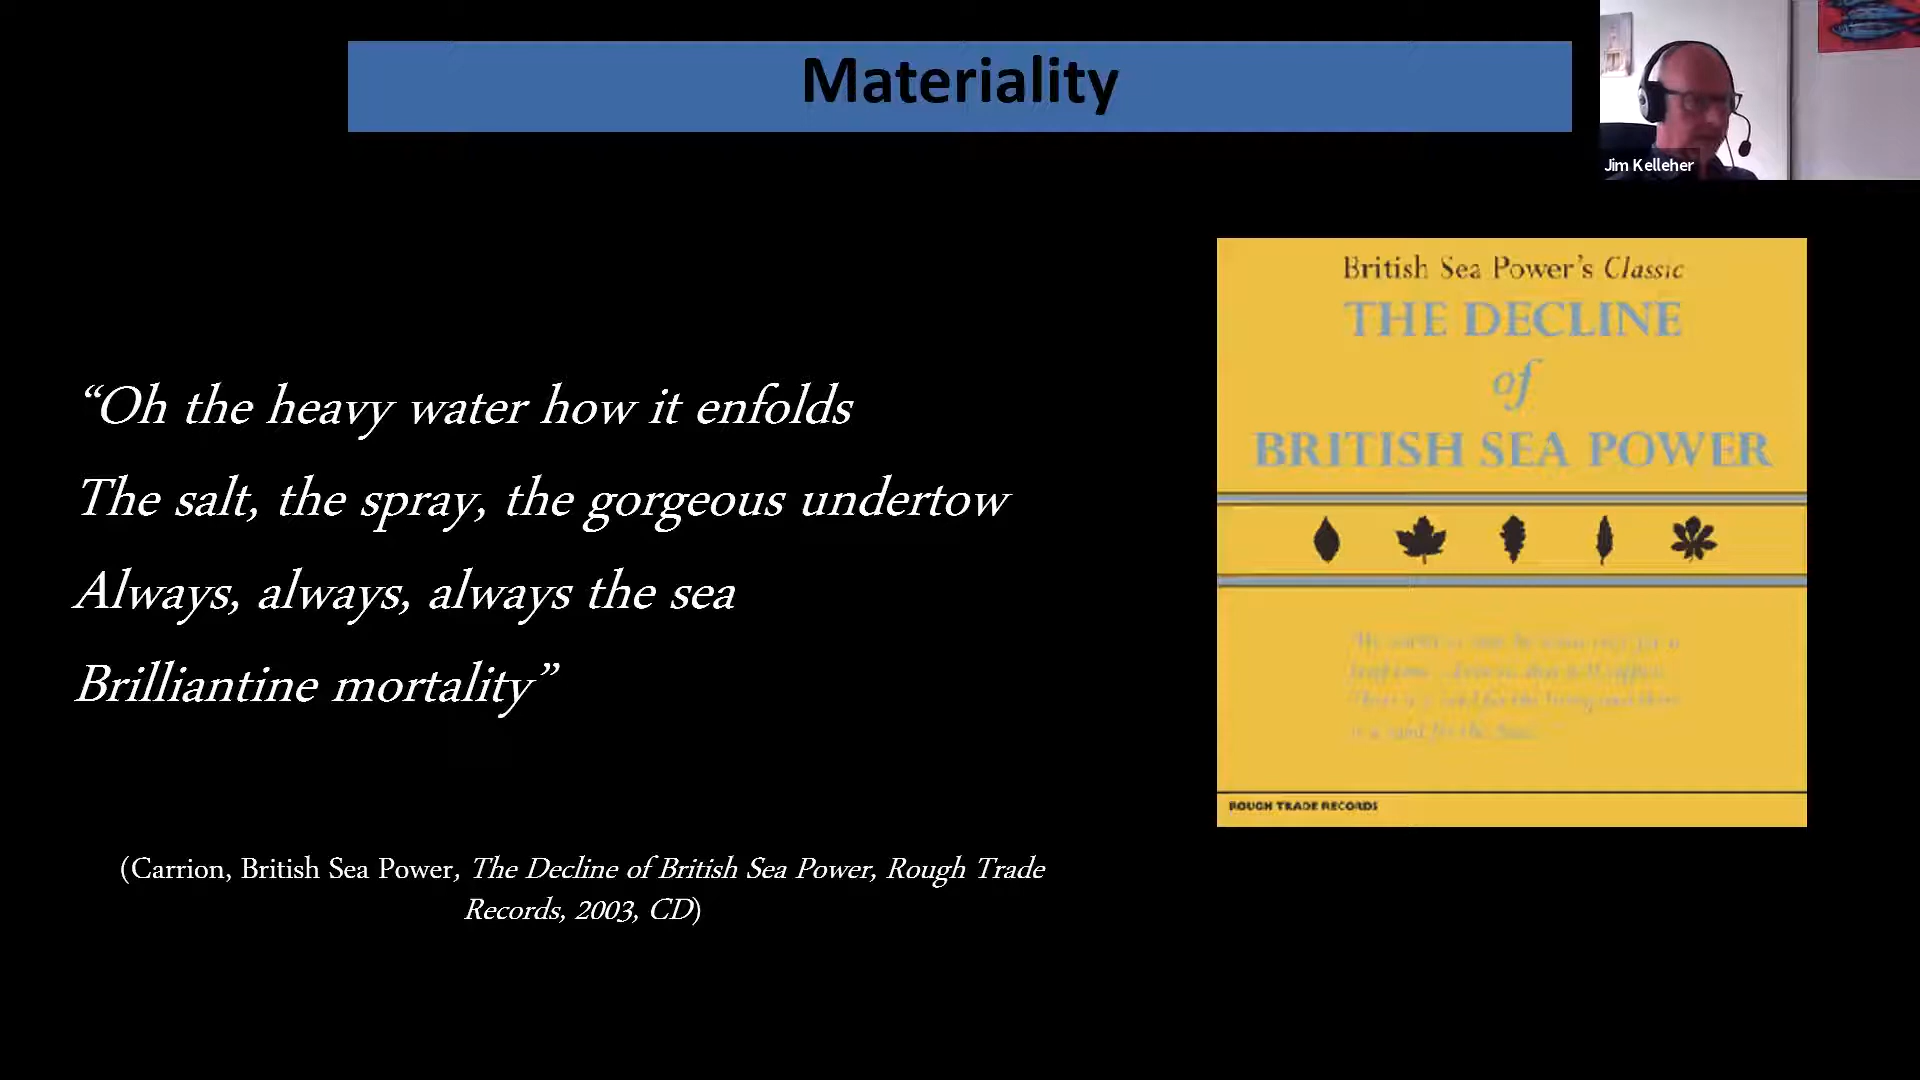 Materiality
Jim Kelleher
“Oh the heavy water how it enfolds
The salt, the spray, the gorgeous undertow
Always, always, always the sea
Brilliantine mortality”
(Carrion, British Sea Power, The Decline of British Sea Power, Rough Trade
Records, 2003, CD)
British Sea Power's Classic
THE DECLINE
of
BRITISH SEA POWER
ROUGH TRADE RECORDS